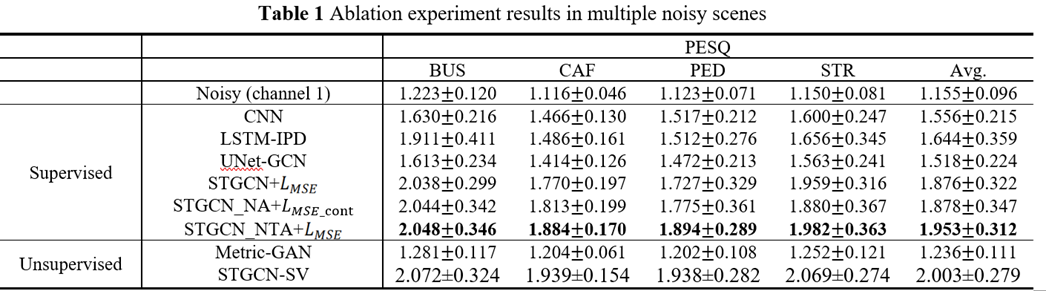 Table 1 Ablation experiment results in multiple noisy scenes
PESQ
BUS CAF PED STR Avg.
Noisy (channel 1) 1.223±0.120 1.116±0.046 1.123±0.071 1.150±0.081 1.155±0.096
Supervised
CNN 1.630±0.216 1.466±0.130 1.517±0.212 1.600±0.247 1.556±0.215
LSTM-IPD 1.911±0.411 1.486±0.161 1.512±0.276 1.656±0.345 1.644±0.359
UNet-GCN 1.613±0.234 1.414±0.126 1.472±0.213 1.563±0.241 1.518±0.224
STGCN+L_MSE 2.038±0.299 1.770±0.197 1.727±0.329 1.959±0.316 1.876±0.322
STGCN_NA+L_MSE_cont 2.044±0.342 1.813±0.199 1.775±0.361 1.880±0.367 1.878±0.347
STGCN_NTA+L_MSE 2.048±0.346 1.884±0.170 1.894±0.289 1.982±0.363 1.953±0.312
Unsupervised
Metric-GAN 1.281±0.117 1.204±0.061 1.202±0.108 1.252±0.121 1.236±0.111
STGCN-SV 2.072±0.324 1.939±0.154 1.938±0.282 2.069±0.274 2.003±0.279